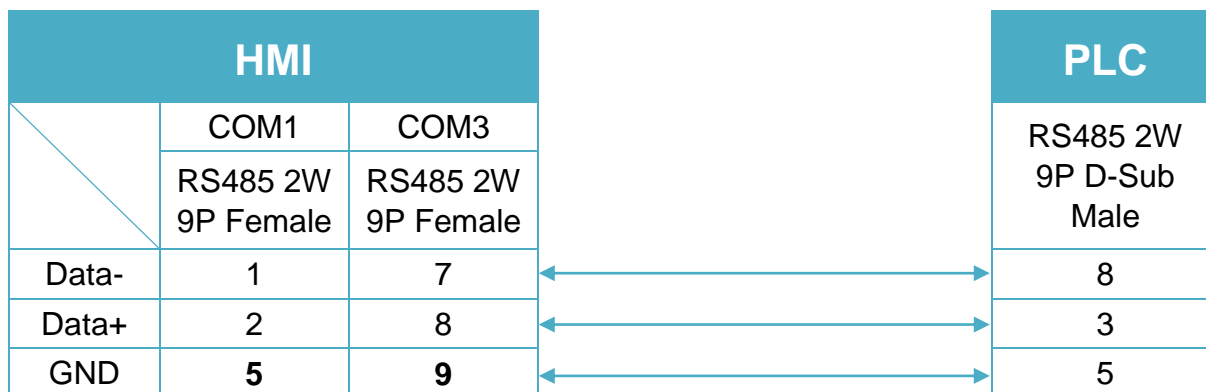 HMI
PLC
COM1 COM3
RS485 2W
9P Female
RS485 2W
9P Female
RS485 2W
9P D-Sub
Male
Data- 1 7 8
Data+ 2 8 3
GND 5 9 5